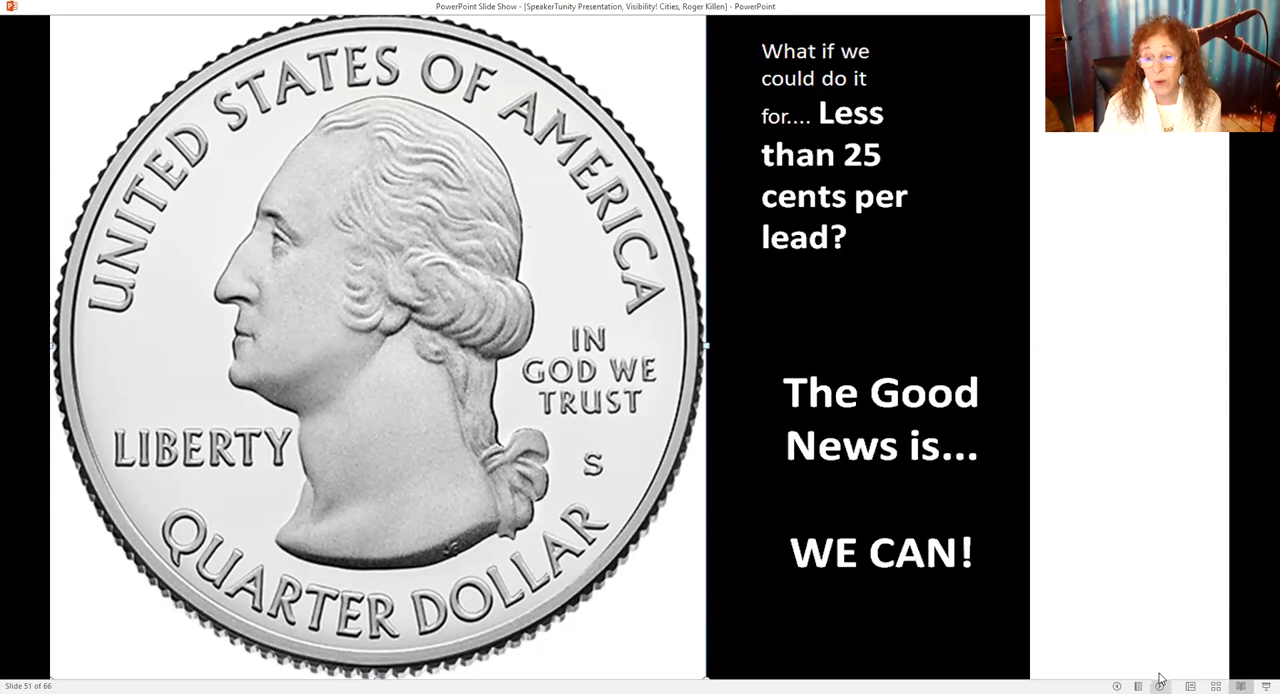 PowerPoint Slide Show - [SpeakerTunity Presentation, Visibility! Cities, Roger Killen] - PowerPoint
UNITED STATES OF AMERICA
IN
GOD WE
TRUST
LIBERTY
S
QUARTER DOLLAR
What if we
could do it
for.... Less
than 25
cents per
lead?
The Good
News is...
WE CAN!
Slide 51 of 66